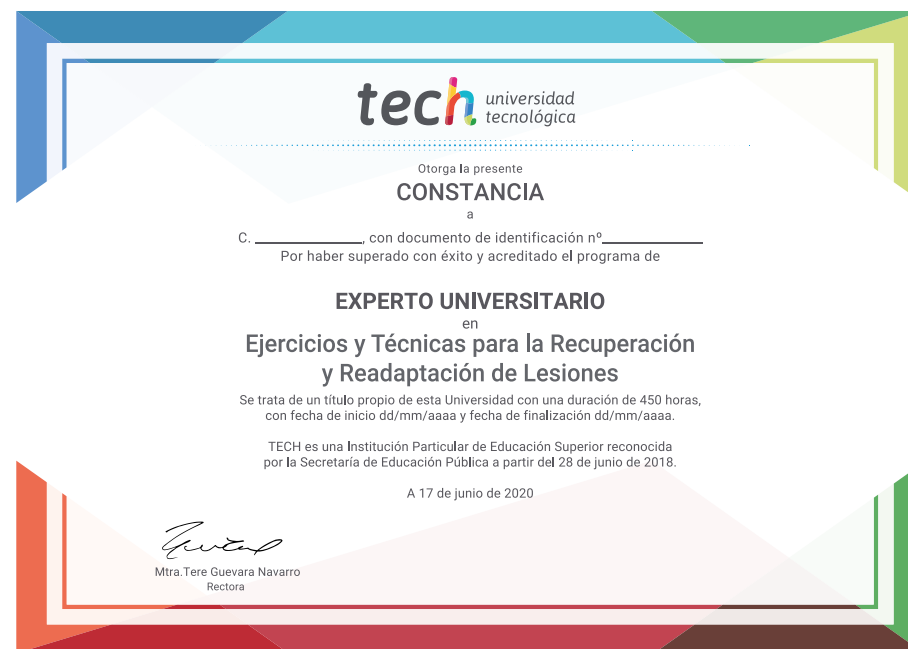 tech universidad
tecnológica
Otorga la presente
CONSTANCIA
a
C. ______________, con documento de identificación nº_____________
Por haber superado con éxito y acreditado el programa de
EXPERTO UNIVERSITARIO
en
Ejercicios y Técnicas para la Recuperación
y Readaptación de Lesiones
Se trata de un título propio de esta Universidad con una duración de 450 horas,
con fecha de inicio dd/mm/aaaa y fecha de finalización dd/mm/aaaa.
TECH es una Institución Particular de Educación Superior reconocida
por la Secretaría de Educación Pública a partir del 28 de junio de 2018.
A 17 de junio de 2020
Mtra.Tere Guevara Navarro
Rectora